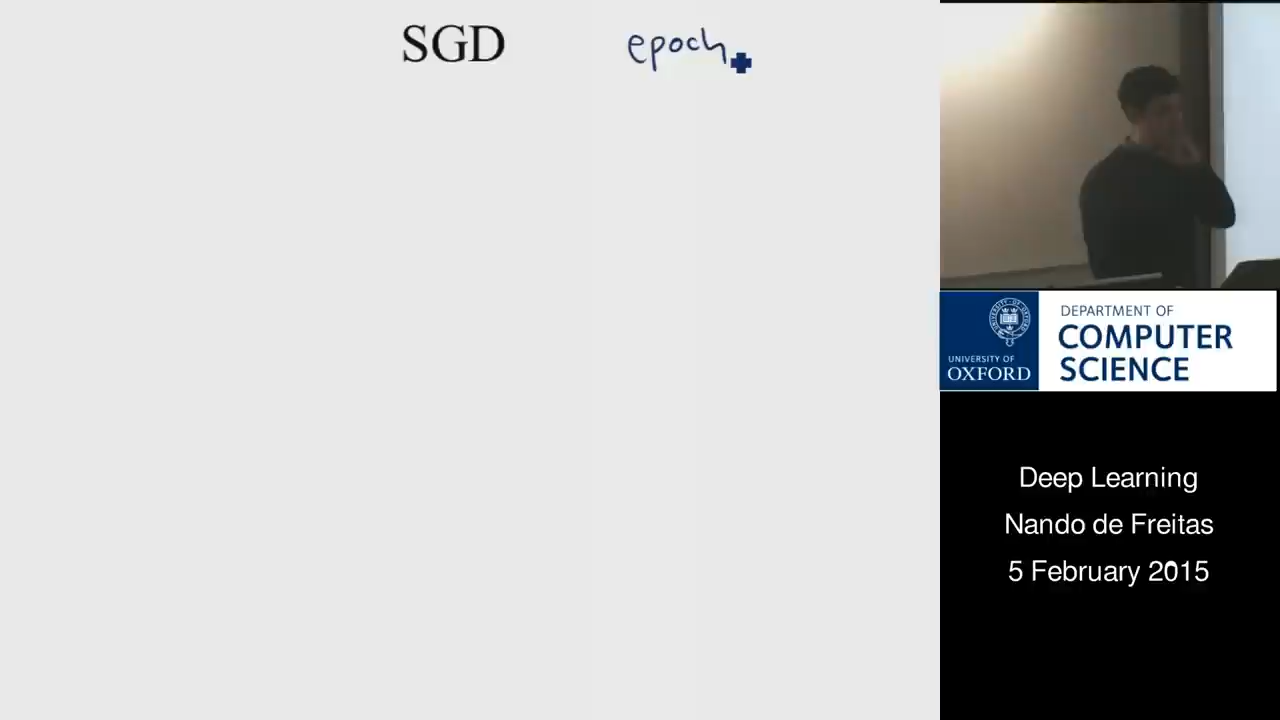 SGD epoch
UNIVERSITY OF
OXFORD
DEPARTMENT OF
COMPUTER
SCIENCE
Deep Learning
Nando de Freitas
5 February 2015